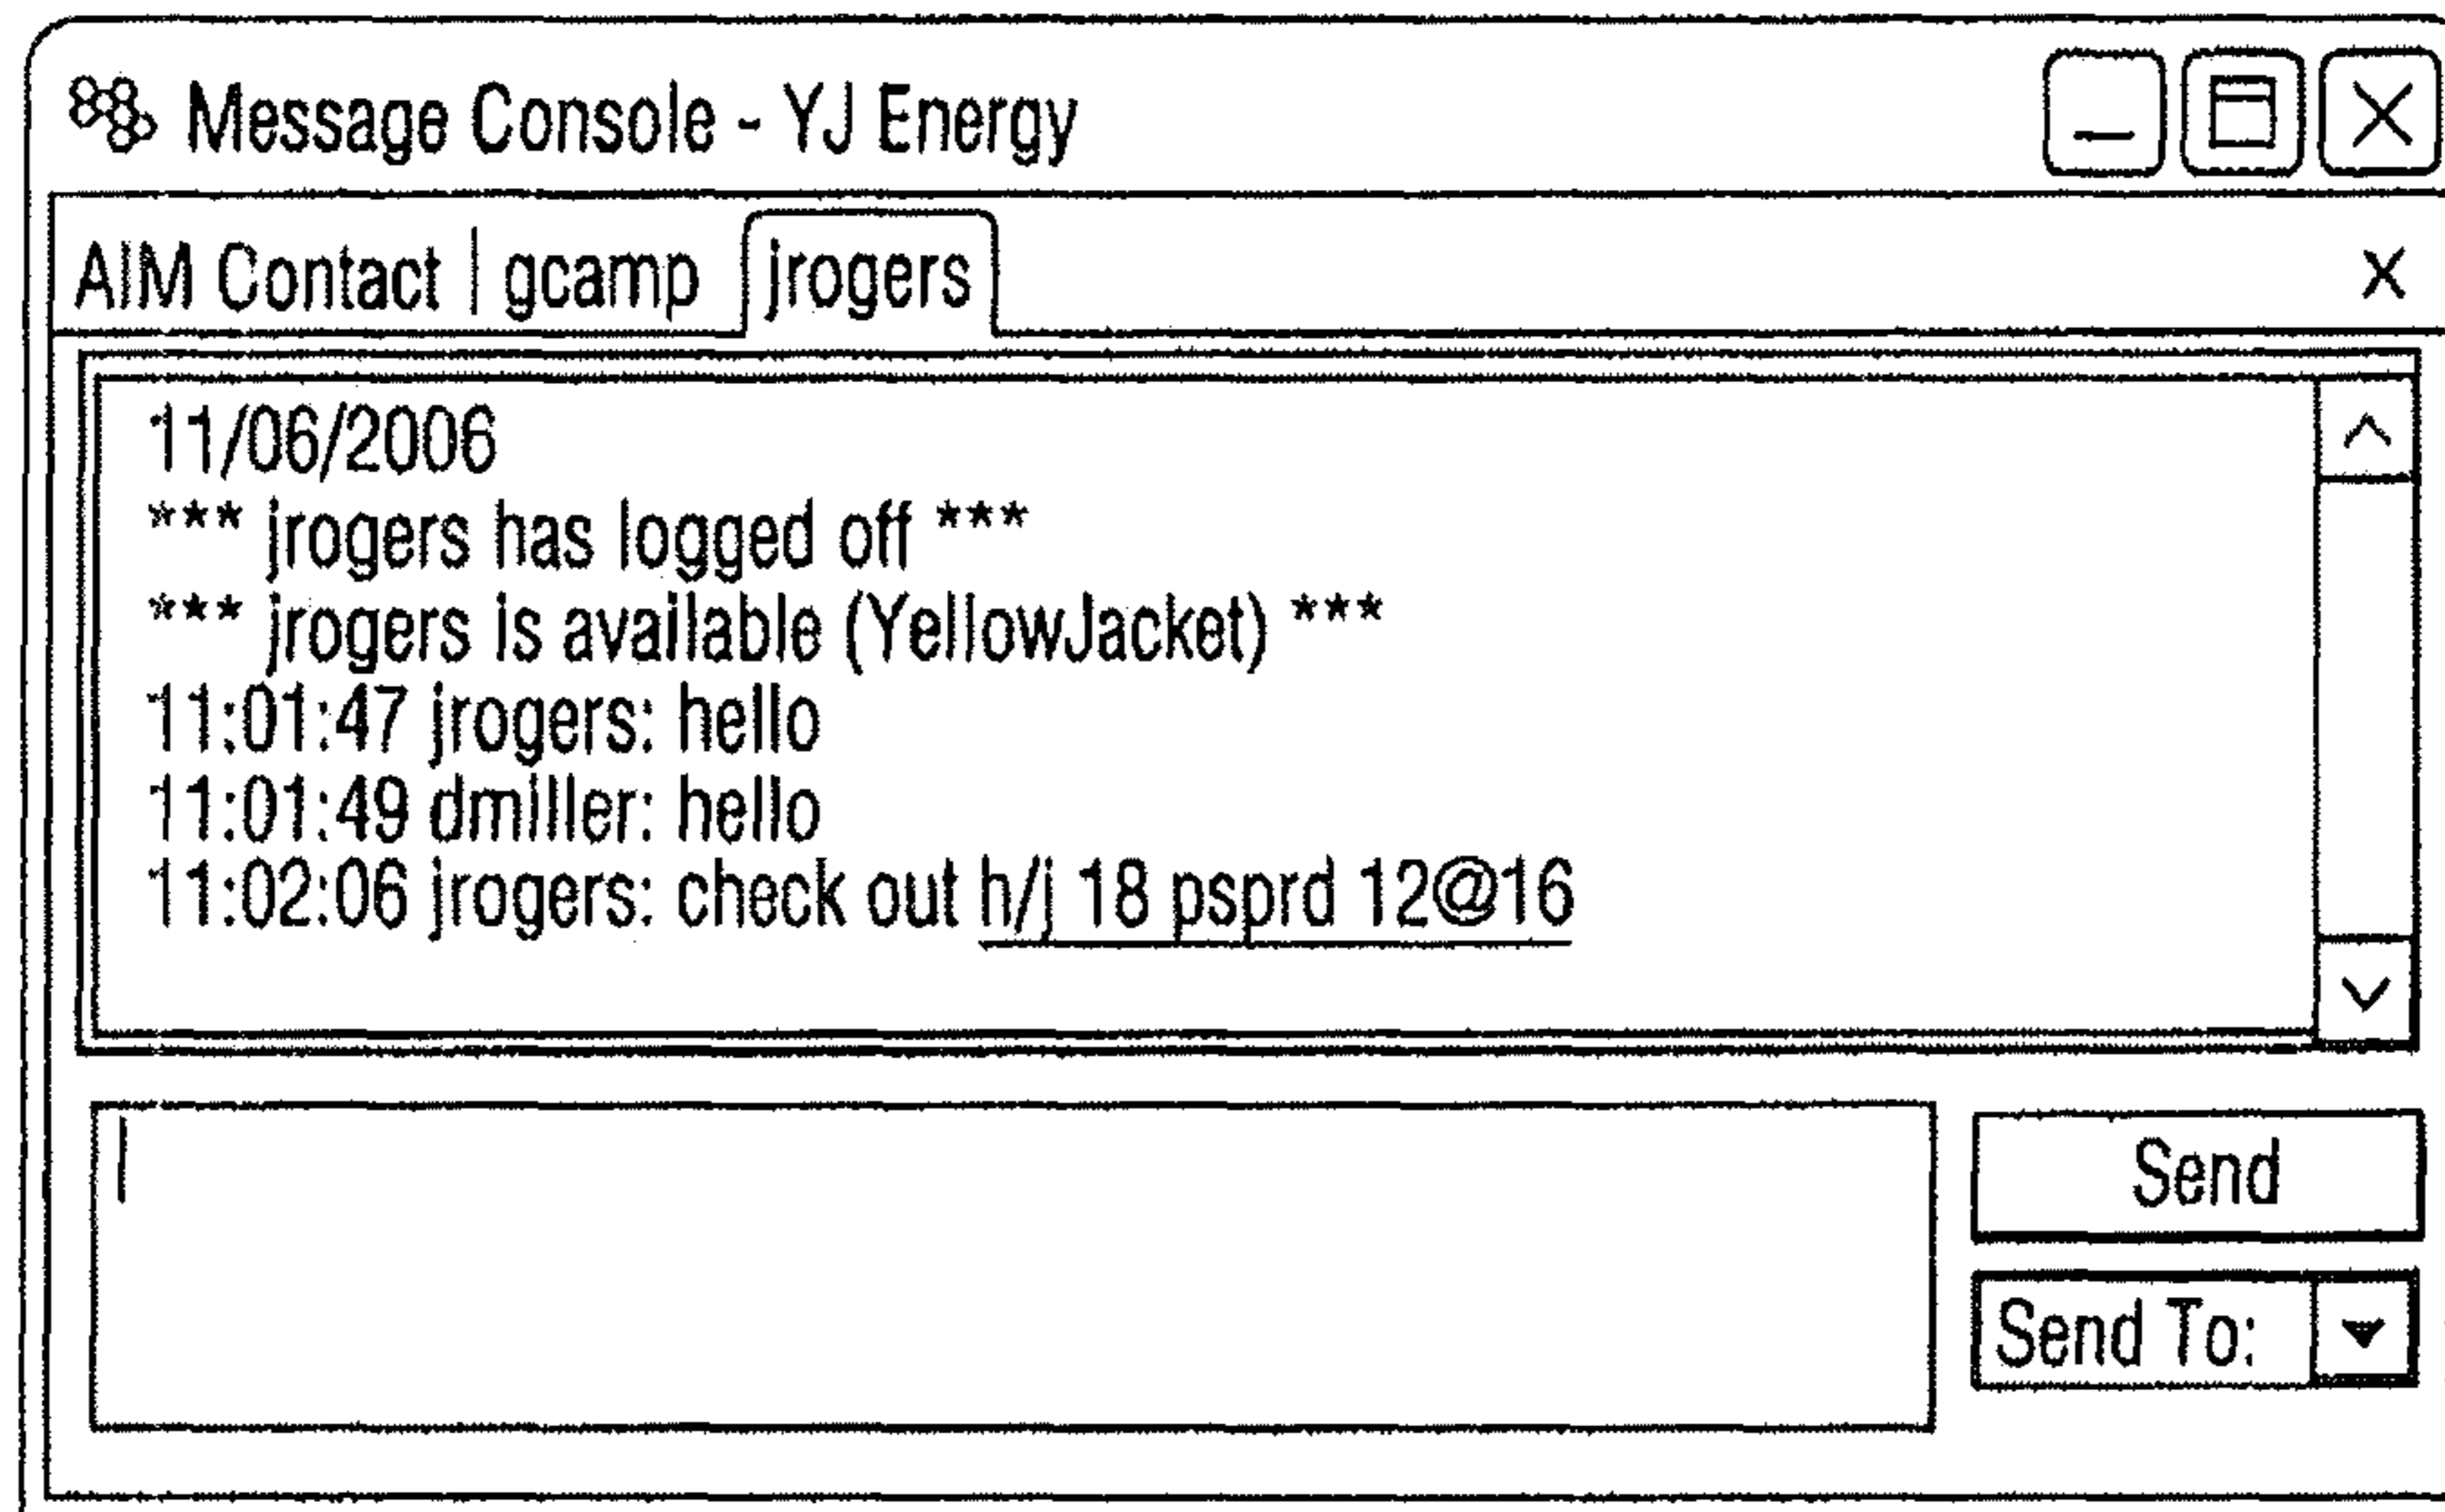 Message Console - YJ Energy
AIM Contact | gcamp jrogers x
11/06/2006
*** jrogers has logged off ***
*** jrogers is available (YellowJacket) ***
11:01:47 jrogers: hello
11:01:49 dmiller: hello
11:02:06 jrogers: check out h/j 18 psprd 12@16
Send
Send To: